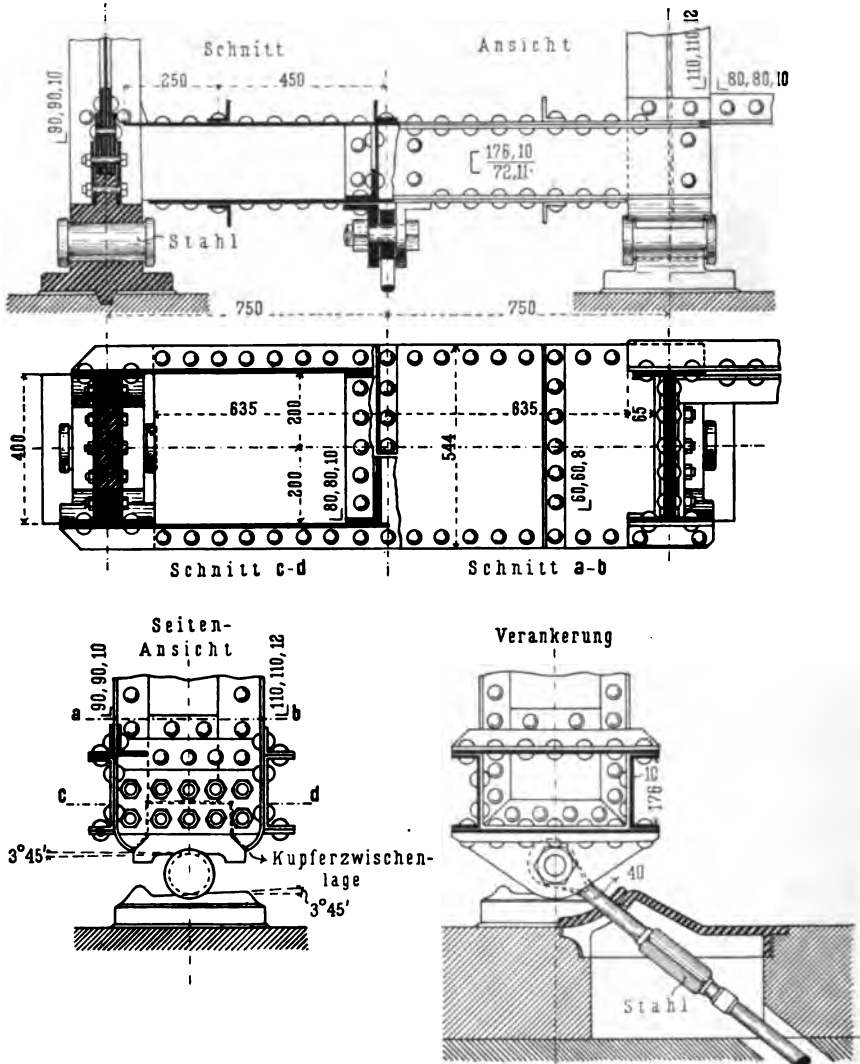 Schnitt
Ansicht
250
450
90,90,10
110,110,12
80,80,10
176,10
72,11
Stahl
750
750
635
200
635
65
400
544
200
80,80,10
60,60,8
Schnitt c-d
Schnitt a-b
Seiten-
Ansicht
Verankerung
90,90,10
110,110,12
a
b
c
d
10
176
3°45'
Kupferzwischen-
lage
3°45'
40
Stahl